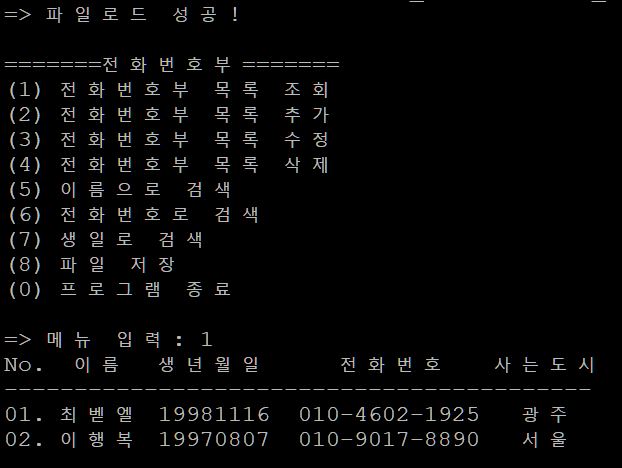 => 파일로드 성공!
=======전화번호부=======
(1) 전화번호부 목록 조회
(2) 전화번호부 목록 추가
(3) 전화번호부 목록 수정
(4) 전화번호부 목록 삭제
(5) 이름으로 검색
(6) 전화번호로 검색
(7) 생일로 검색
(8) 파일 저장
(0) 프로그램 종료
=> 메뉴 입력 : 1
No. 이름 생년월일 전화번호 사는도시
------------------------------------------
01. 최벧엘 19981116 010-4602-1925 광주
02. 이행복 19970807 010-9017-8890 서울